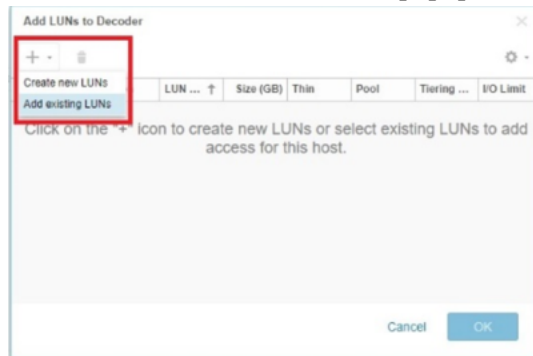 Add LUNs to Decoder
Create new LUNs
Add existing LUNs
LUN ... ↑ Size (GB) Thin Pool Tiering ... I/O Limit
Click on the "+" icon to create new LUNs or select existing LUNs to add
access for this host.
Cancel OK